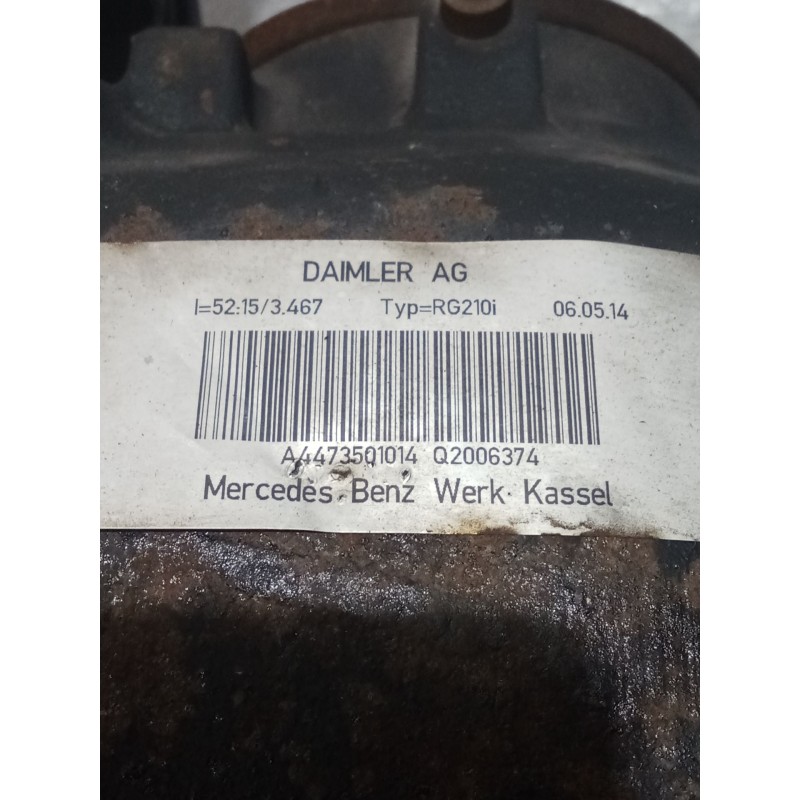 DAIMLER AG
I=52:15/3.467 Typ=RG210i 06.05.14
A4473501014 Q2006374
Mercedes Benz Werk Kassel